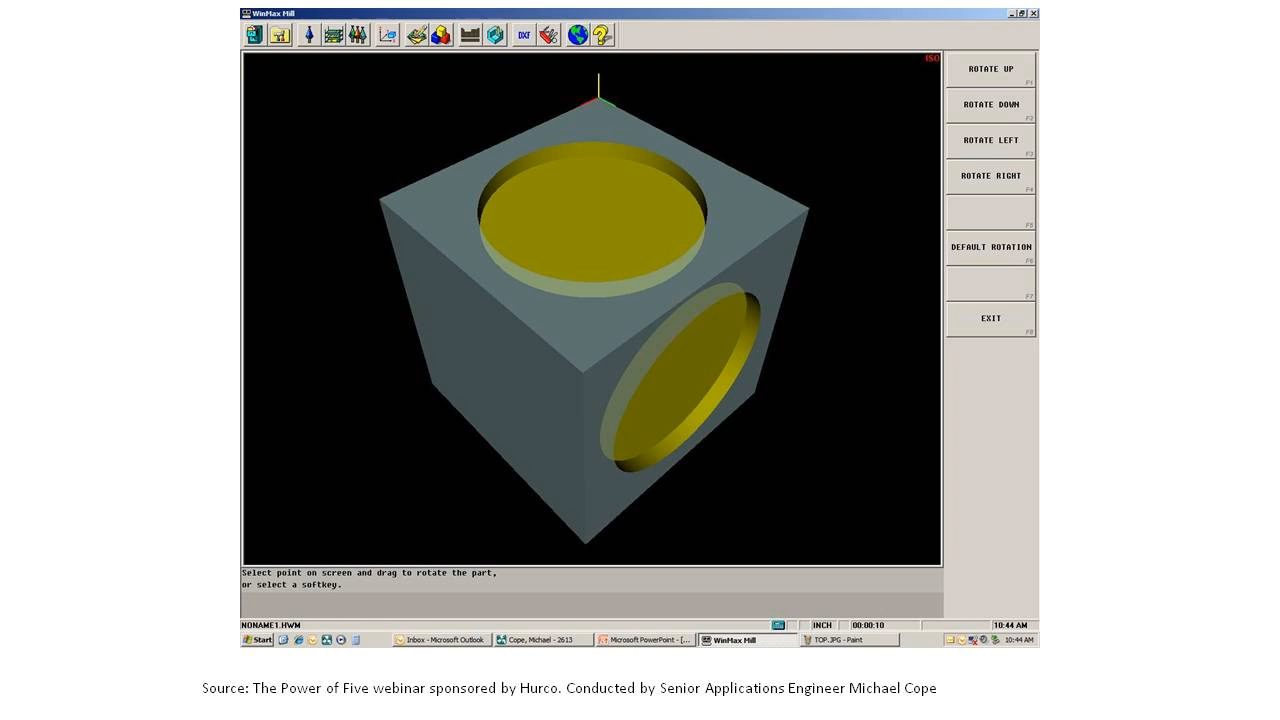 WinMax Mill
DXF
ISO
ROTATE UP
F1
ROTATE DOWN
F2
ROTATE LEFT
F3
ROTATE RIGHT
F4
F5
DEFAULT ROTATION
F6
F7
EXIT
F8
Select point on screen and drag to rotate the part,
or select a softkey.
NONAME1.HWM INCH 00:00:10 10:44 AM
Start Inbox - Microsoft Outlook Cope, Michael - 2613 Microsoft PowerPoint - [... WinMax Mill TOP.JPG - Paint 10:44 AM
Source: The Power of Five webinar sponsored by Hurco. Conducted by Senior Applications Engineer Michael Cope